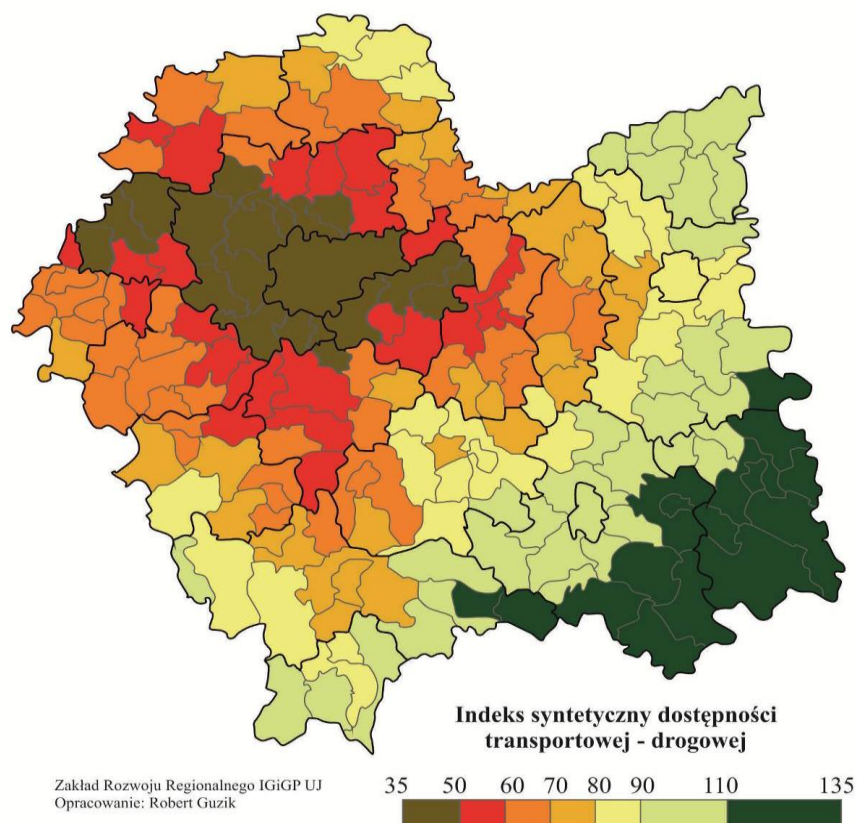 Indeks syntetyczny dostępności
transportowej - drogowej
Zakład Rozwoju Regionalnego IGiGP UJ
Opracowanie: Robert Guzik
35 50 60 70 80 90 110 135